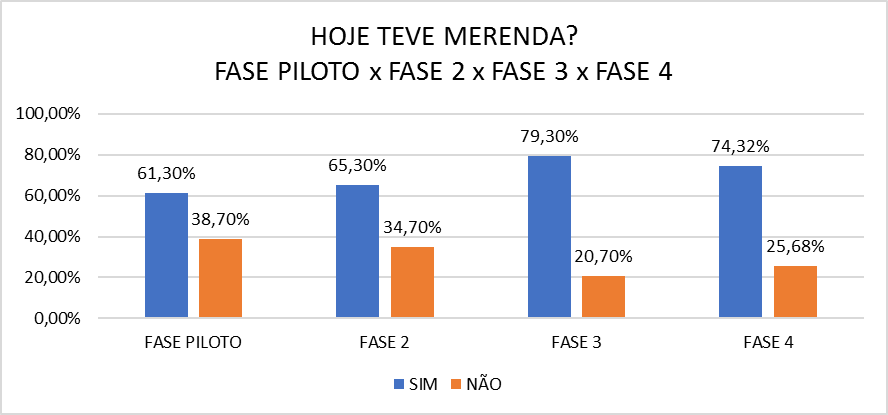 HOJE TEVE MERENDA?
FASE PILOTO x FASE 2 x FASE 3 x FASE 4
100,00%
80,00%
60,00%
40,00%
20,00%
0,00%
61,30%
38,70%
65,30%
34,70%
79,30%
20,70%
74,32%
25,68%
FASE PILOTO
FASE 2
FASE 3
FASE 4
SIM
NÃO